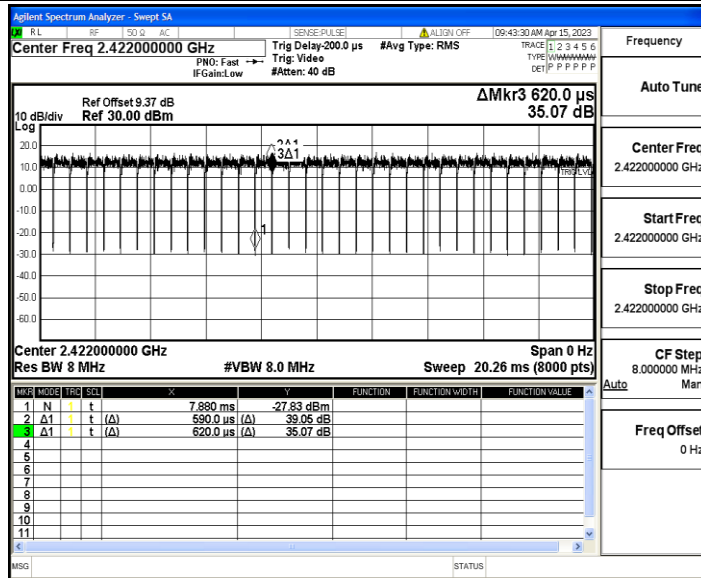 Agilent Spectrum Analyzer - Swept SA
RL RF 50 Ω AC SENSE:PULSE ALIGN OFF 09:43:30 AM Apr 15, 2023
Center Freq 2.422000000 GHz
PNO: Fast
IFGain:Low
Trig Delay-200.0 µs
Trig: Video
#Atten: 40 dB
#Avg Type: RMS
TRACE 1 2 3 4 5 6
TYPE
DET P P P P P P
Ref Offset 9.37 dB
10 dB/div Ref 30.00 dBm
ΔMkr3 620.0 µs
35.07 dB
Log
20.0
10.0
0.00
-10.0
-20.0
-30.0
-40.0
-50.0
-60.0
3Δ1
TRIG LVL
1
Center 2.422000000 GHz Span 0 Hz
Res BW 8 MHz #VBW 8.0 MHz Sweep 20.26 ms (8000 pts)
MKR MODE TRC SCL X Y FUNCTION FUNCTION WIDTH FUNCTION VALUE
1 N 1 t 7.880 ms -27.83 dBm
2 Δ1 1 t (Δ) 590.0 µs (Δ) 39.05 dB
3 Δ1 1 t (Δ) 620.0 µs (Δ) 35.07 dB
4
5
6
7
8
9
10
11
MSG STATUS
Frequency
Auto Tune
Center Freq
2.422000000 GHz
Start Freq
2.422000000 GHz
Stop Freq
2.422000000 GHz
CF Step
8.000000 MHz
Auto Man
Freq Offset
0 Hz